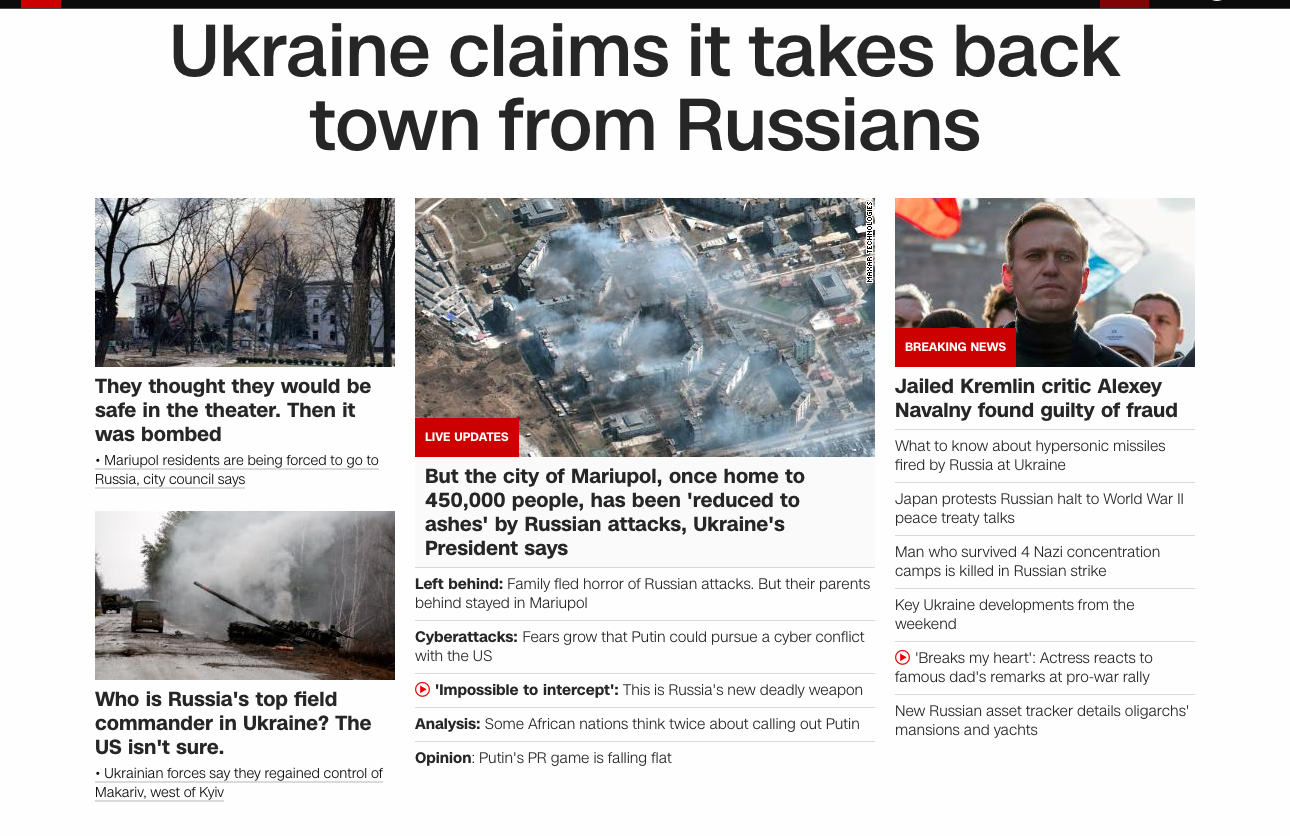 Ukraine claims it takes back
town from Russians
They thought they would be
safe in the theater. Then it
was bombed
• Mariupol residents are being forced to go to
Russia, city council says
Who is Russia's top field
commander in Ukraine? The
US isn't sure.
• Ukrainian forces say they regained control of
Makariv, west of Kyiv
MAXAR TECHNOLOGIES
LIVE UPDATES
But the city of Mariupol, once home to
450,000 people, has been 'reduced to
ashes' by Russian attacks, Ukraine's
President says
Left behind: Family fled horror of Russian attacks. But their parents
behind stayed in Mariupol
Cyberattacks: Fears grow that Putin could pursue a cyber conflict
with the US
'Impossible to intercept': This is Russia's new deadly weapon
Analysis: Some African nations think twice about calling out Putin
Opinion: Putin's PR game is falling flat
BREAKING NEWS
Jailed Kremlin critic Alexey
Navalny found guilty of fraud
What to know about hypersonic missiles
fired by Russia at Ukraine
Japan protests Russian halt to World War II
peace treaty talks
Man who survived 4 Nazi concentration
camps is killed in Russian strike
Key Ukraine developments from the
weekend
'Breaks my heart': Actress reacts to
famous dad's remarks at pro-war rally
New Russian asset tracker details oligarchs'
mansions and yachts